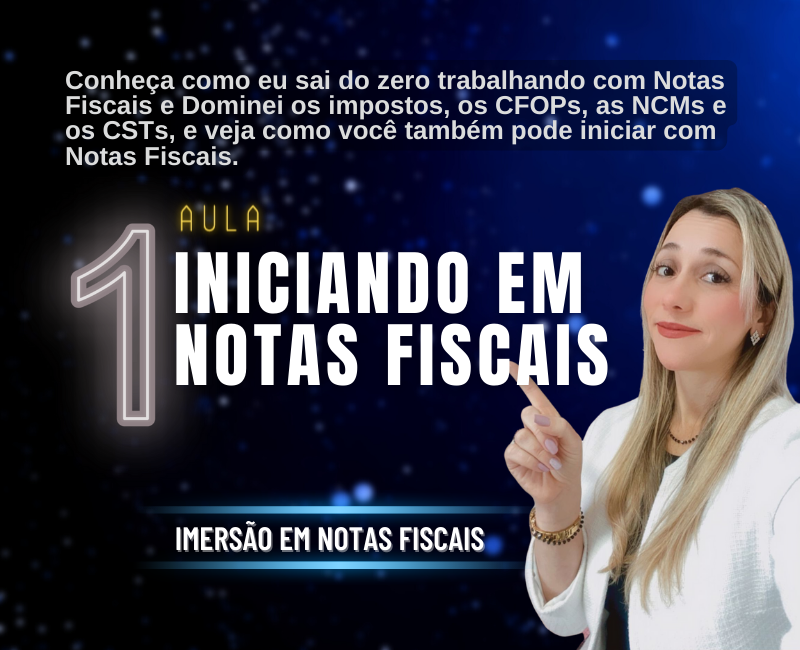 Conheça como eu sai do zero trabalhando com Notas
Fiscais e Dominei os impostos, os CFOPs, as NCMs e
os CSTs, e veja como você também pode iniciar com
Notas Fiscais.
AULA
1
INICIANDO EM
NOTAS FISCAIS
IMERSÃO EM NOTAS FISCAIS